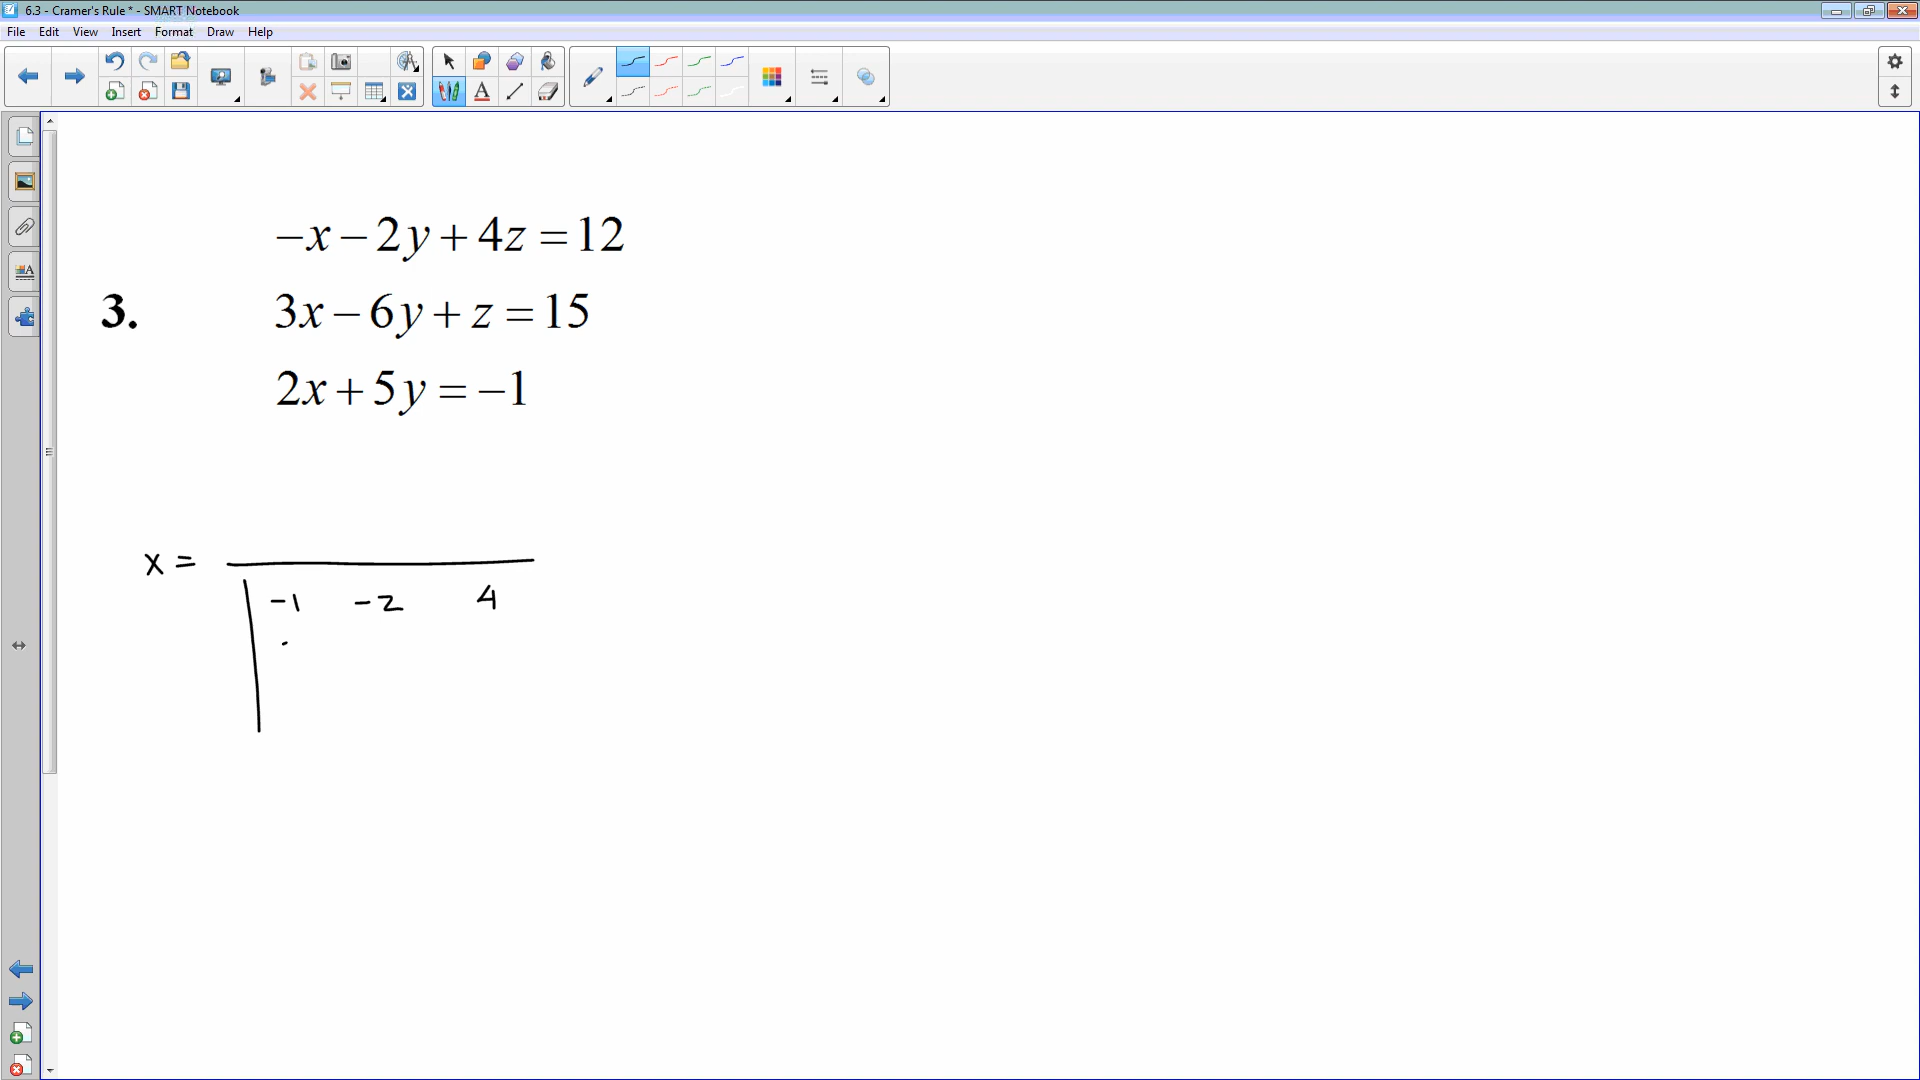 6.3 - Cramer's Rule * - SMART Notebook
File Edit View Insert Format Draw Help
-x - 2y + 4z = 12
3. 3x - 6y + z = 15
2x + 5y = -1
x =
-1 -2 4